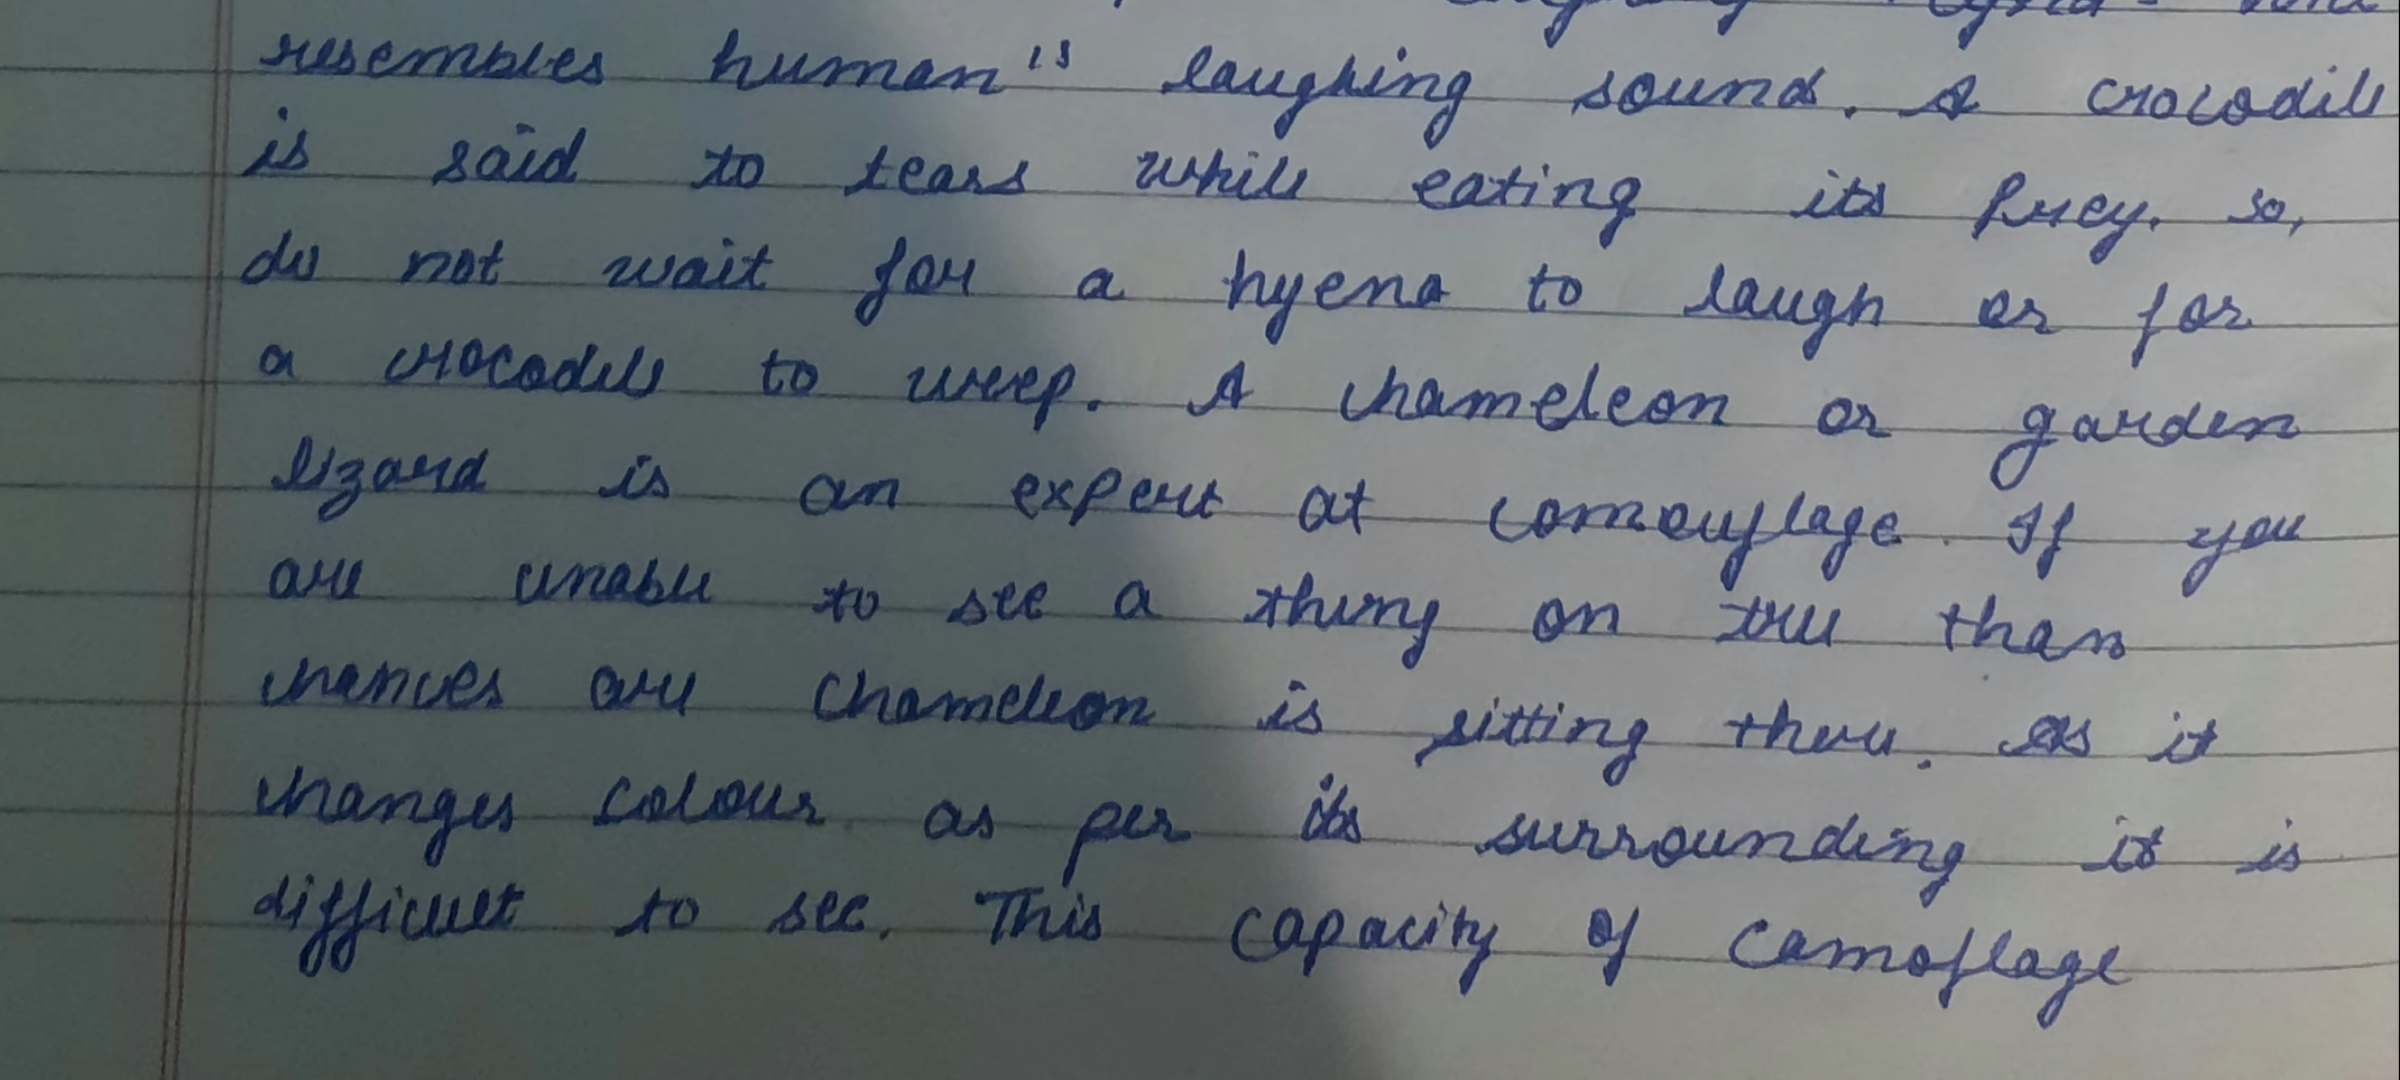 resembles human's laughing sound. A crocodile
is said to tears while eating its prey. so,
do not wait for a hyena to laugh or for
a crocodile to weep. A chameleon or garden
lizard is an expert at camouflage. If you
are unable to see a thing on tree than
chances are chameleon is sitting there. As it
changes colour as per its surrounding it is
difficult to see. This capacity of camoflage